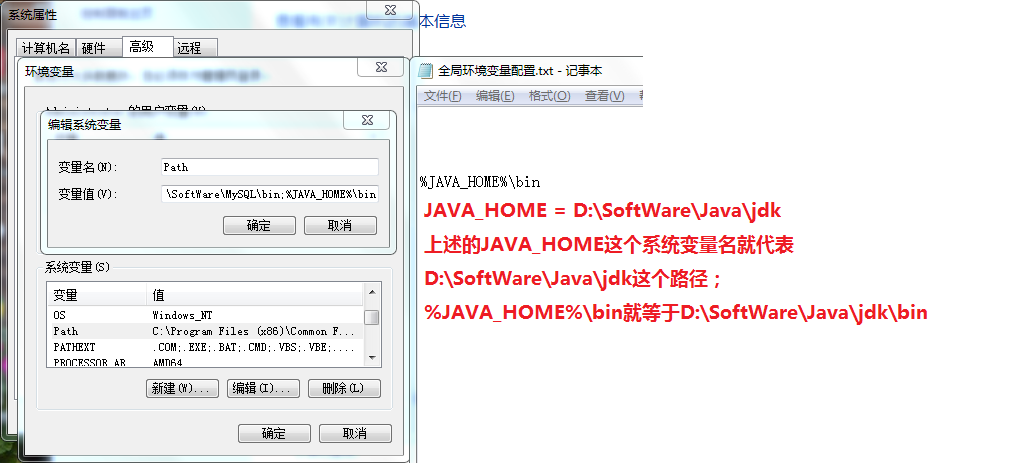 系统属性
本信息
计算机名 硬件 高级 远程
环境变量
的用户变量(U)
编辑系统变量
变量名(N): Path
变量值(V): \SoftWare\MySQL\bin;%JAVA_HOME%\bin
确定 取消
系统变量(S)
变量 值
OS Windows_NT
Path C:\Program Files (x86)\Common F...
PATHEXT .COM;.EXE;.BAT;.CMD;.VBS;.VBE;....
PROCESSOR_AR AMD64
新建(W)... 编辑(I)... 删除(L)
确定 取消
全局环境变量配置.txt - 记事本
文件(F) 编辑(E) 格式(O) 查看(V)
%JAVA_HOME%\bin
JAVA_HOME = D:\SoftWare\Java\jdk
上述的JAVA_HOME这个系统变量名就代表
D:\SoftWare\Java\jdk这个路径；
%JAVA_HOME%\bin就等于D:\SoftWare\Java\jdk\bin